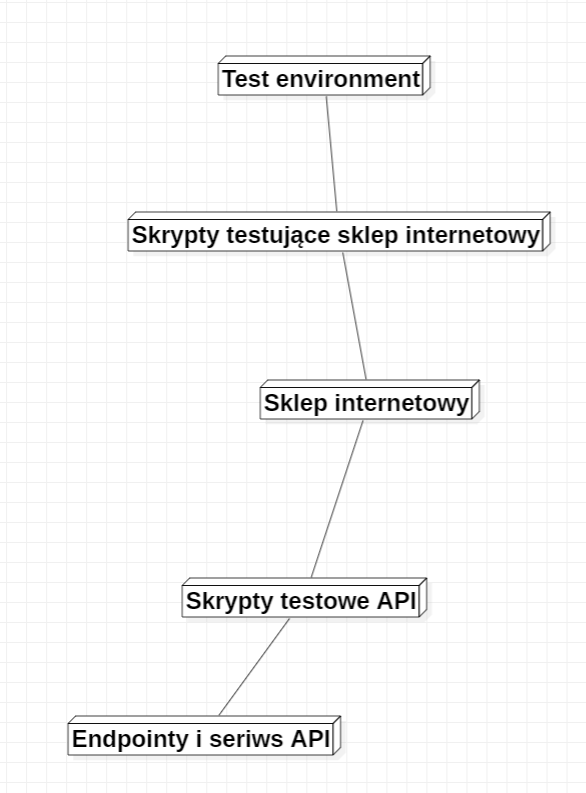 Test environment
Skrypty testujące sklep internetowy
Sklep internetowy
Skrypty testowe API
Endpointy i seriws API